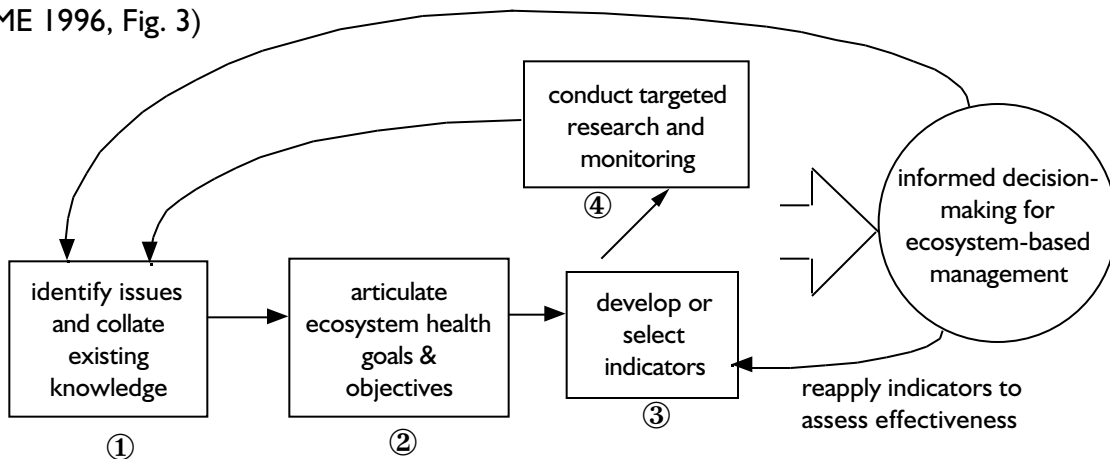 ME 1996, Fig. 3)
conduct targeted
research and
monitoring
④
informed decision-
making for
ecosystem-based
management
identify issues
and collate
existing
knowledge
①
articulate
ecosystem health
goals &
objectives
②
develop or
select
indicators
③
reapply indicators to
assess effectiveness